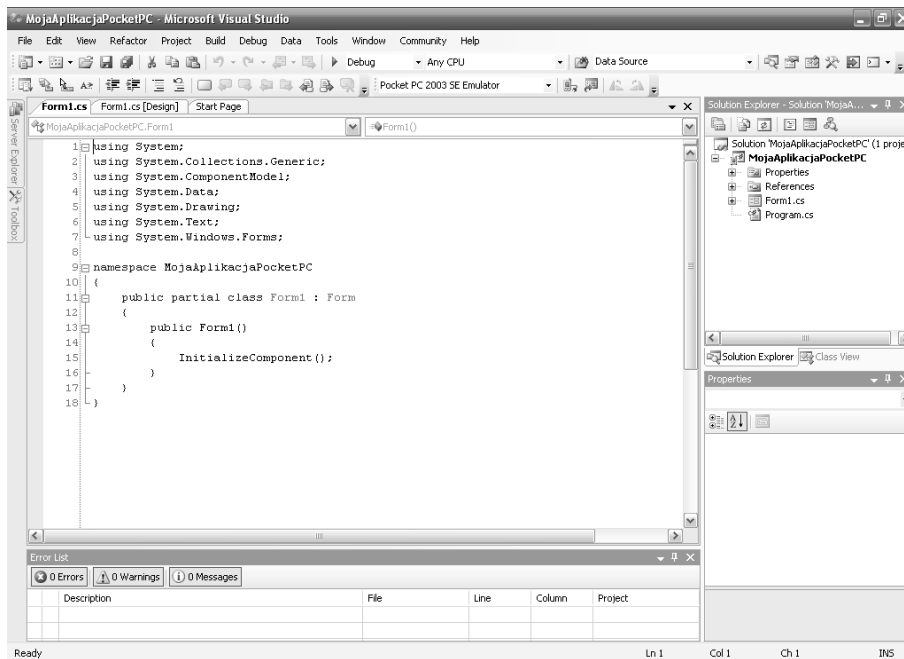 MojaAplikacjaPocketPC - Microsoft Visual Studio
File Edit View Refactor Project Build Debug Data Tools Window Community Help
Debug Any CPU Data Source
Pocket PC 2003 SE Emulator
Server Explorer
Toolbox
Form1.cs Form1.cs [Design] Start Page
MojaAplikacjaPocketPC.Form1 Form1()
1 using System;
2 using System.Collections.Generic;
3 using System.ComponentModel;
4 using System.Data;
5 using System.Drawing;
6 using System.Text;
7 using System.Windows.Forms;
8
9 namespace MojaAplikacjaPocketPC
10 {
11 public partial class Form1 : Form
12 {
13 public Form1()
14 {
15 InitializeComponent();
16 }
17 }
18 }
Solution Explorer - Solution 'MojaA...
Solution 'MojaAplikacjaPocketPC' (1 proje
MojaAplikacjaPocketPC
Properties
References
Form1.cs
Program.cs
Solution Explorer Class View
Properties
Error List
0 Errors 0 Warnings 0 Messages
Description File Line Column Project
Ready Ln 1 Col 1 Ch 1 INS